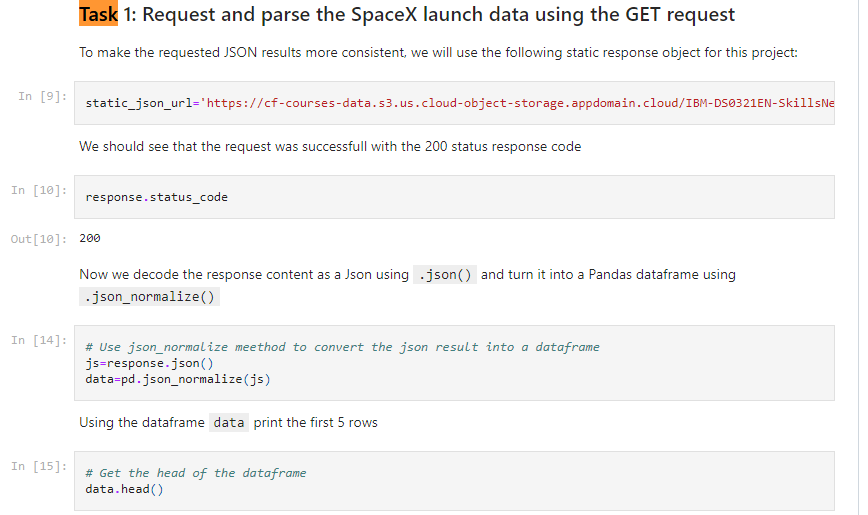 Task 1: Request and parse the SpaceX launch data using the GET request
To make the requested JSON results more consistent, we will use the following static response object for this project:
In [9]: static_json_url='https://cf-courses-data.s3.us.cloud-object-storage.appdomain.cloud/IBM-DS0321EN-SkillsNe
We should see that the request was successfull with the 200 status response code
In [10]: response.status_code
Out[10]: 200
Now we decode the response content as a Json using .json() and turn it into a Pandas dataframe using
.json_normalize()
In [14]: # Use json_normalize meethod to convert the json result into a dataframe
js=response.json()
data=pd.json_normalize(js)
Using the dataframe data print the first 5 rows
In [15]: # Get the head of the dataframe
data.head()